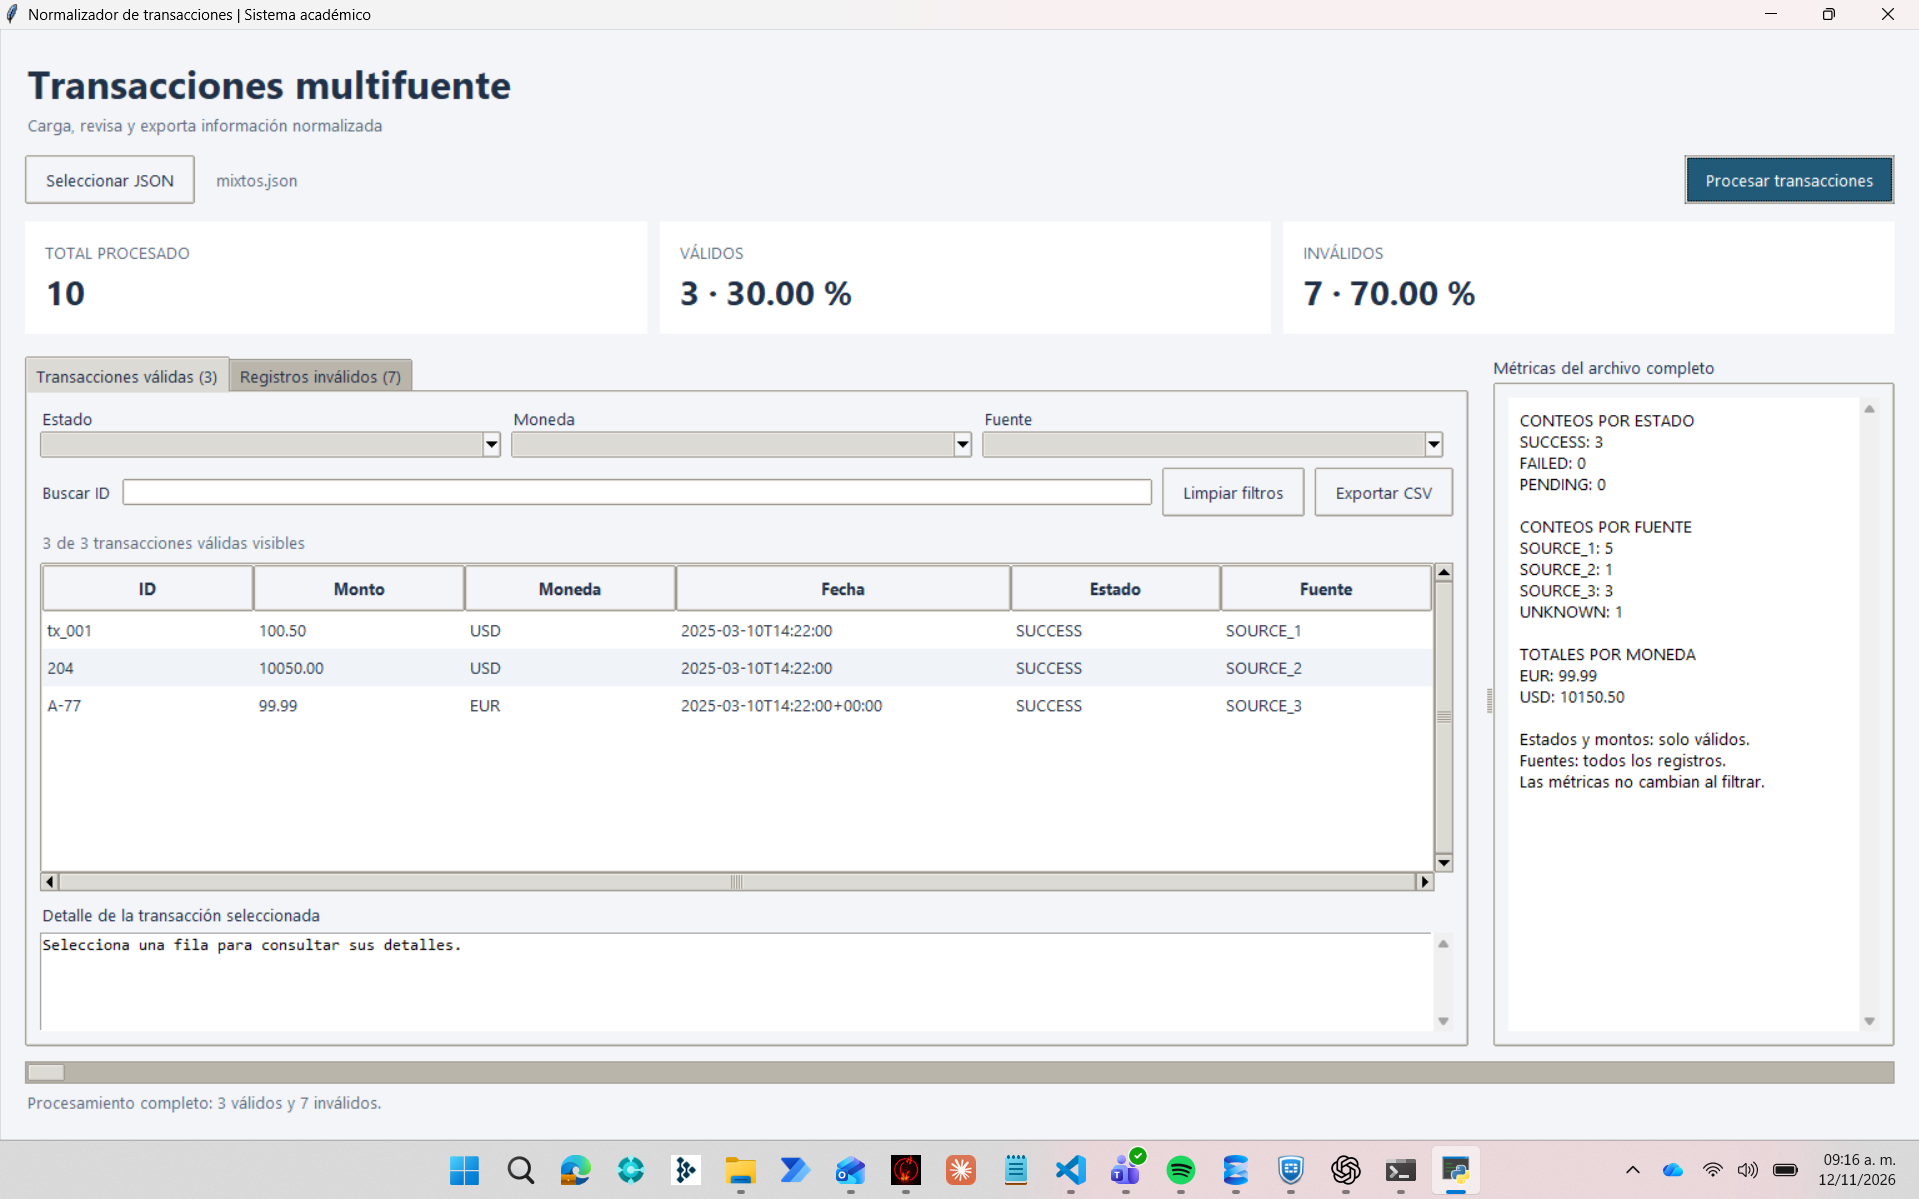 Normalizador de transacciones | Sistema académico
Transacciones multifuente
Carga, revisa y exporta información normalizada
Seleccionar JSON
mixtos.json
Procesar transacciones
TOTAL PROCESADO
10
VÁLIDOS
3 · 30.00 %
INVÁLIDOS
7 · 70.00 %
Transacciones válidas (3)
Registros inválidos (7)
Estado
Moneda
Fuente
Buscar ID
Limpiar filtros
Exportar CSV
3 de 3 transacciones válidas visibles
ID Monto Moneda Fecha Estado Fuente
tx_001 100.50 USD 2025-03-10T14:22:00 SUCCESS SOURCE_1
204 10050.00 USD 2025-03-10T14:22:00 SUCCESS SOURCE_2
A-77 99.99 EUR 2025-03-10T14:22:00+00:00 SUCCESS SOURCE_3
Detalle de la transacción seleccionada
Selecciona una fila para consultar sus detalles.
Métricas del archivo completo
CONTEOS POR ESTADO
SUCCESS: 3
FAILED: 0
PENDING: 0
CONTEOS POR FUENTE
SOURCE_1: 5
SOURCE_2: 1
SOURCE_3: 3
UNKNOWN: 1
TOTALES POR MONEDA
EUR: 99.99
USD: 10150.50
Estados y montos: solo válidos.
Fuentes: todos los registros.
Las métricas no cambian al filtrar.
Procesamiento completo: 3 válidos y 7 inválidos.
09:16 a. m.
12/11/2026